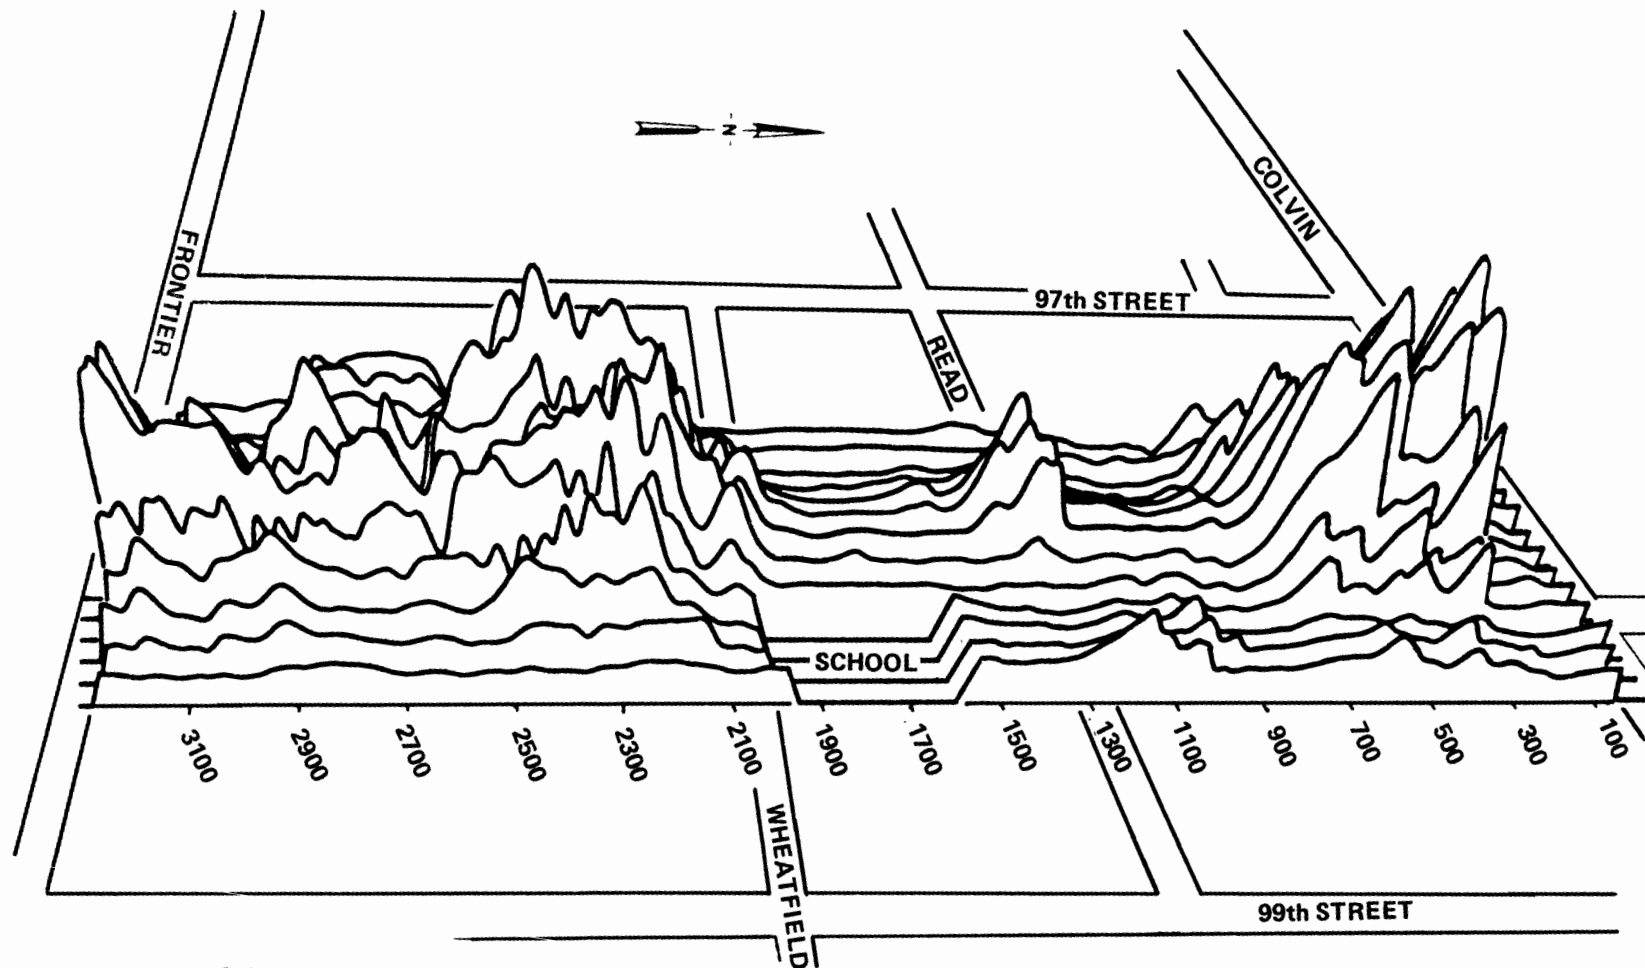 N
COLVIN
FRONTIER
97th STREET
READ
SCHOOL
3100 2900 2700 2500 2300 2100 1900 1700 1500 1300 1100 900 700 500 300 100
WHEATFIELD
99th STREET